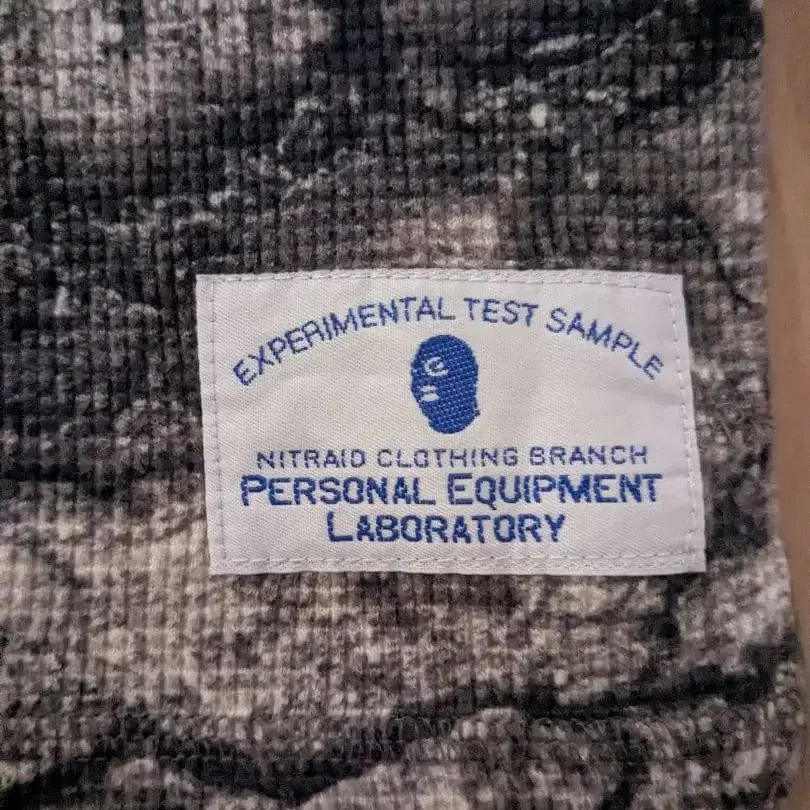 EXPERIMENTAL TEST SAMPLE
NITRAID CLOTHING BRANCH
PERSONAL EQUIPMENT
LABORATORY